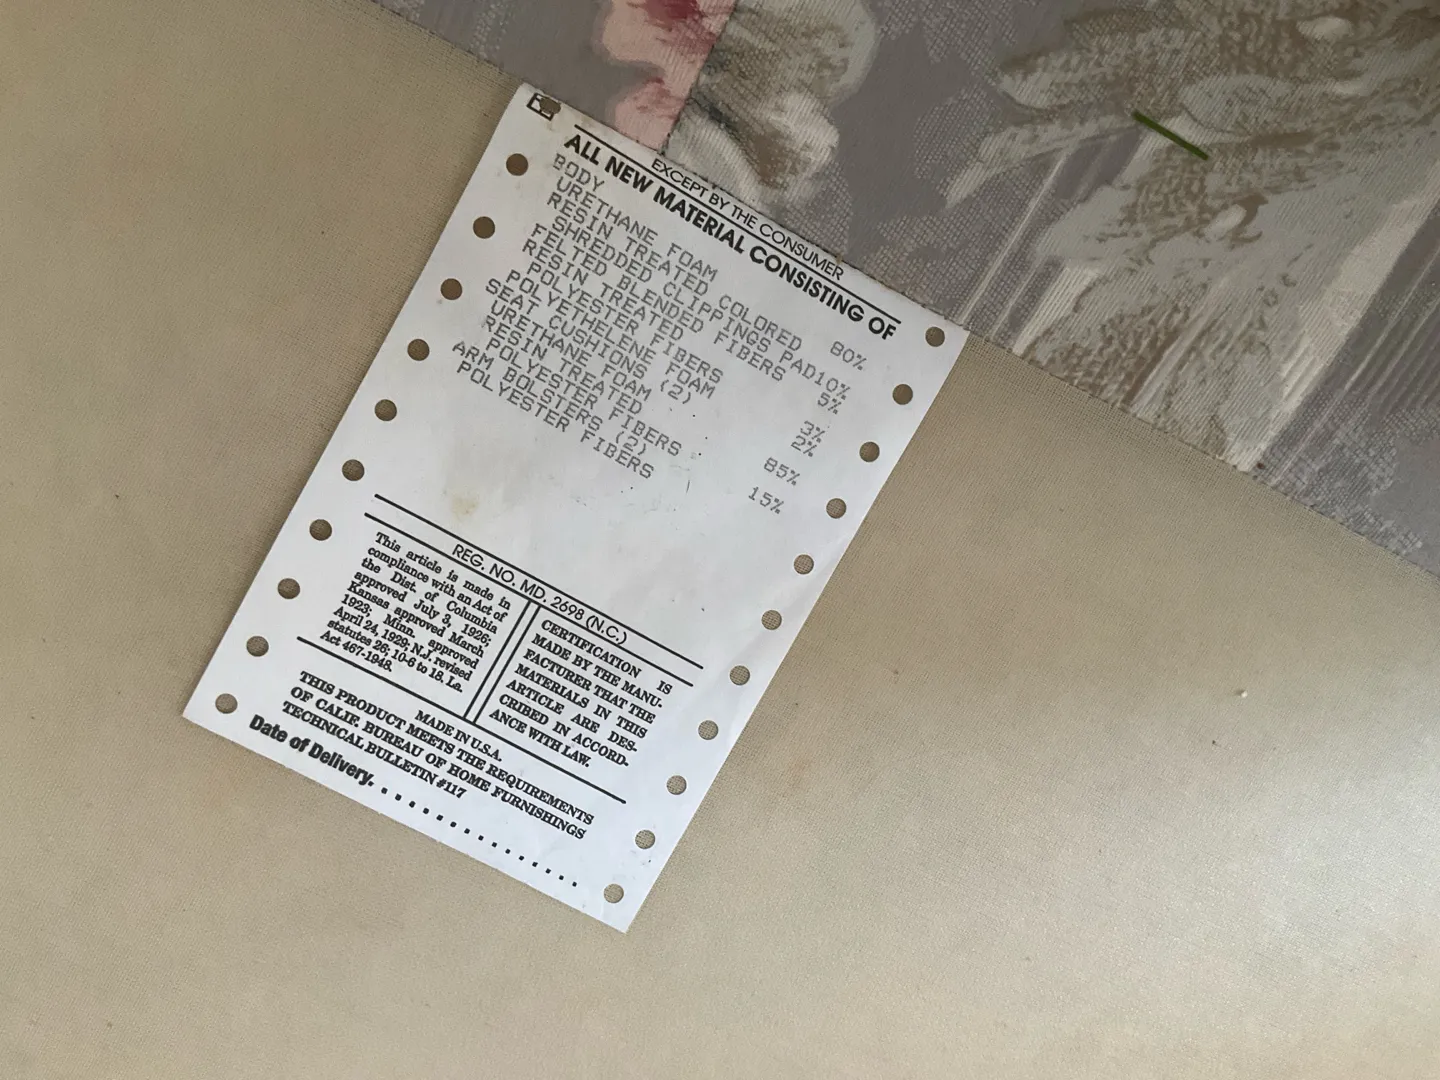 EXCEPT BY THE CONSUMER
ALL NEW MATERIAL CONSISTING OF
BODY
URETHANE FOAM 80%
RESIN TREATED COLORED
SHREDDED CLIPPINGS PAD10%
FELTED BLENDED FIBERS 5%
RESIN TREATED
POLYESTER FIBERS 3%
POLYETHELENE FOAM 2%
SEAT CUSHIONS (2)
URETHANE FOAM 85%
RESIN TREATED
POLYESTER FIBERS 15%
ARM BOLSTERS (2)
POLYESTER FIBERS
REG. NO. MD. 2698 (N.C.)
This article is made in
compliance with an Act of
the Dist. of Columbia
approved July 3, 1926;
Kansas approved March
1923; Minn. approved
April 24, 1929; N.J. revised
statutes 26; 10-6 to 18. La.
Act 467-1948.
CERTIFICATION IS
MADE BY THE MANU-
FACTURER THAT THE
MATERIALS IN THIS
ARTICLE ARE DES-
CRIBED IN ACCORD-
ANCE WITH LAW.
MADE IN U.S.A.
THIS PRODUCT MEETS THE REQUIREMENTS
OF CALIF. BUREAU OF HOME FURNISHINGS
TECHNICAL BULLETIN #117
Date of Delivery. . . . . . . . . . . . . . . .